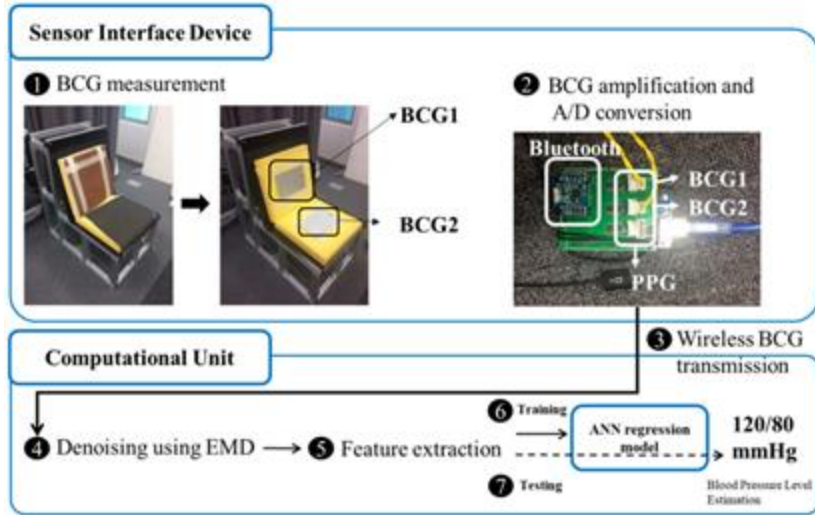 Sensor Interface Device
❶ BCG measurement
BCG1
BCG2
❷ BCG amplification and
A/D conversion
Bluetooth
BCG1
BCG2
PPG
❸ Wireless BCG
transmission
Computational Unit
❹ Denoising using EMD
❺ Feature extraction
❻ Training
ANN regression
model
❼ Testing
120/80
mmHg
Blood Pressure Level
Estimation